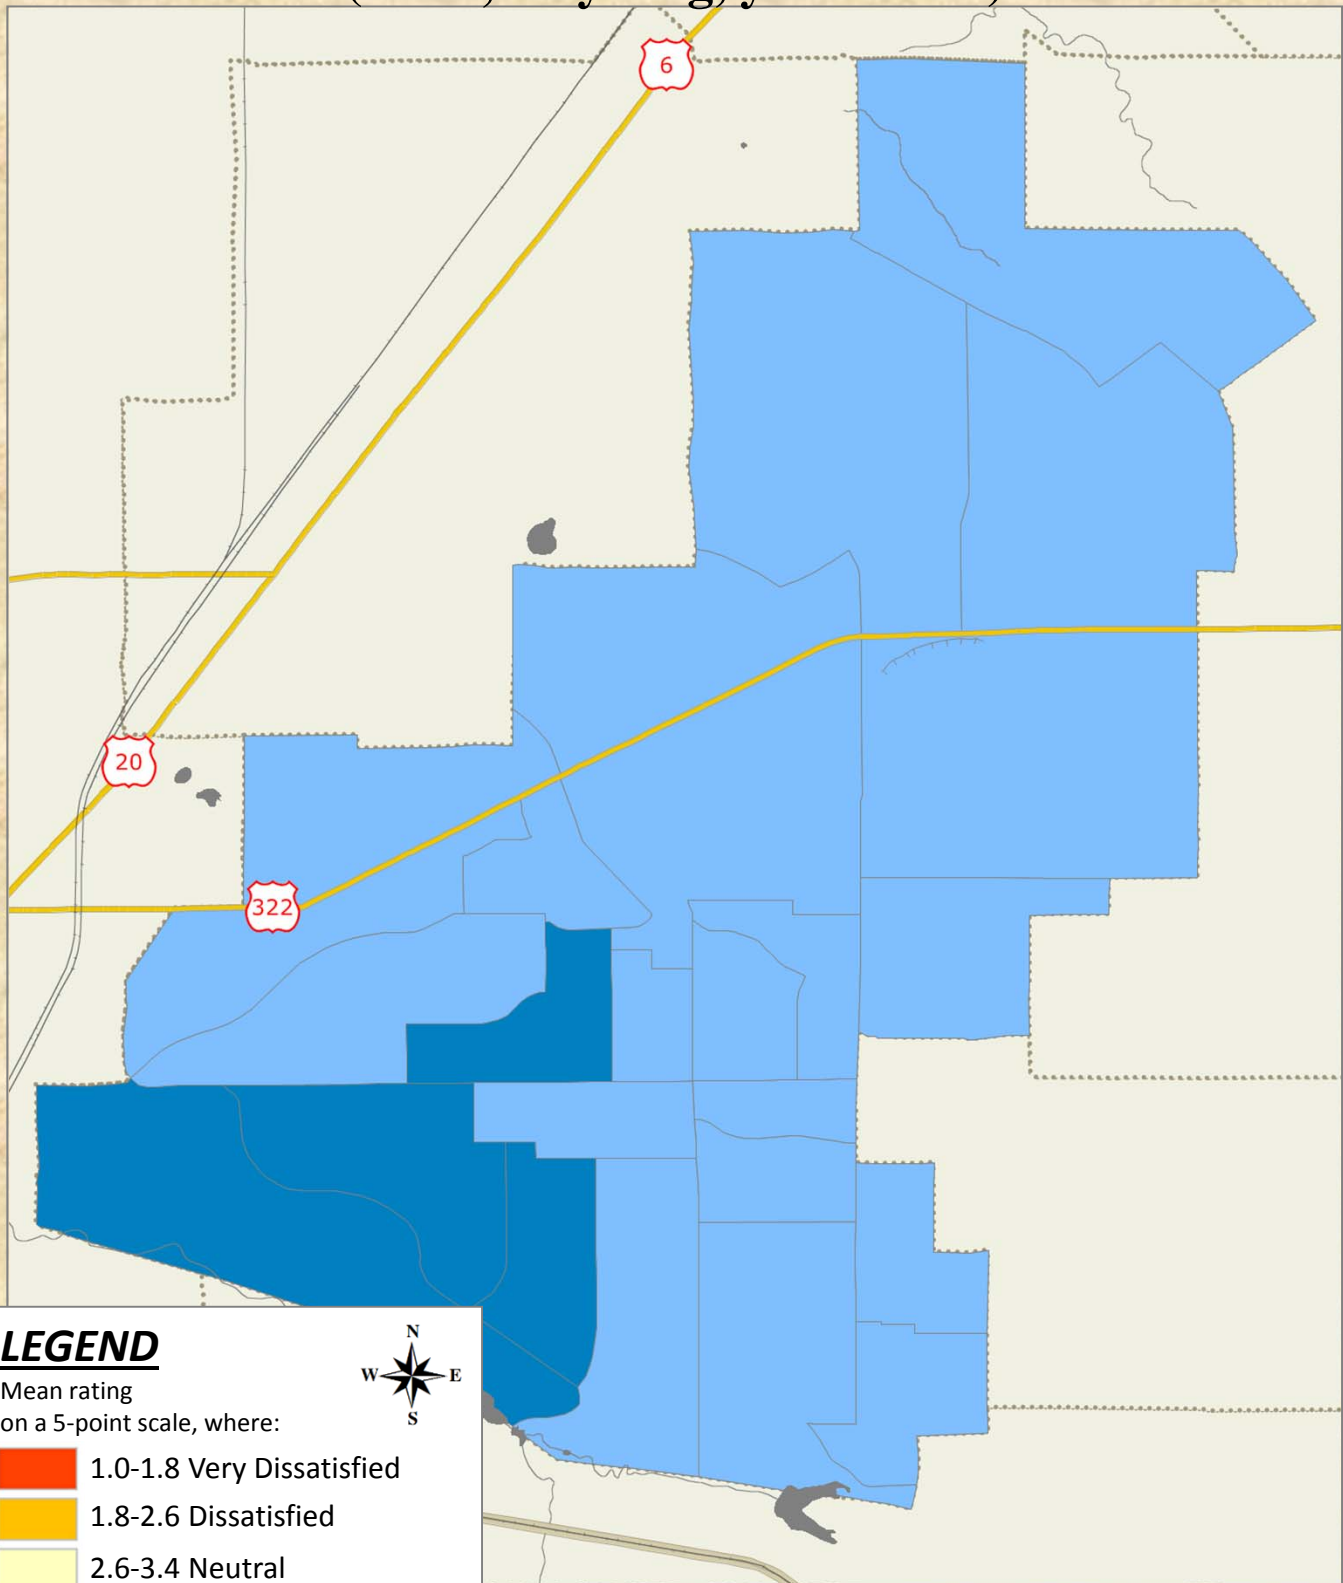 6
20
322
LEGEND
N
W E
S
Mean rating
on a 5-point scale, where:
1.0-1.8 Very Dissatisfied
1.8-2.6 Dissatisfied
2.6-3.4 Neutral